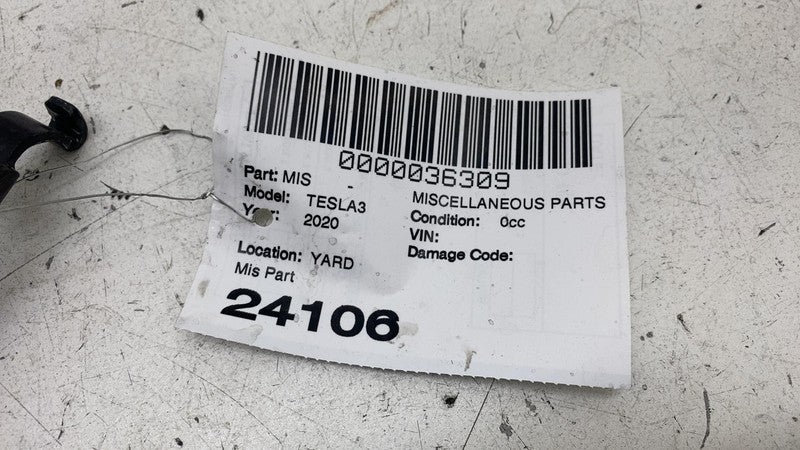 0000036309
Part: MIS - MISCELLANEOUS PARTS
Model: TESLA3 Condition: 0cc
Year: 2020 VIN:
Damage Code:
Location: YARD
Mis Part
24106